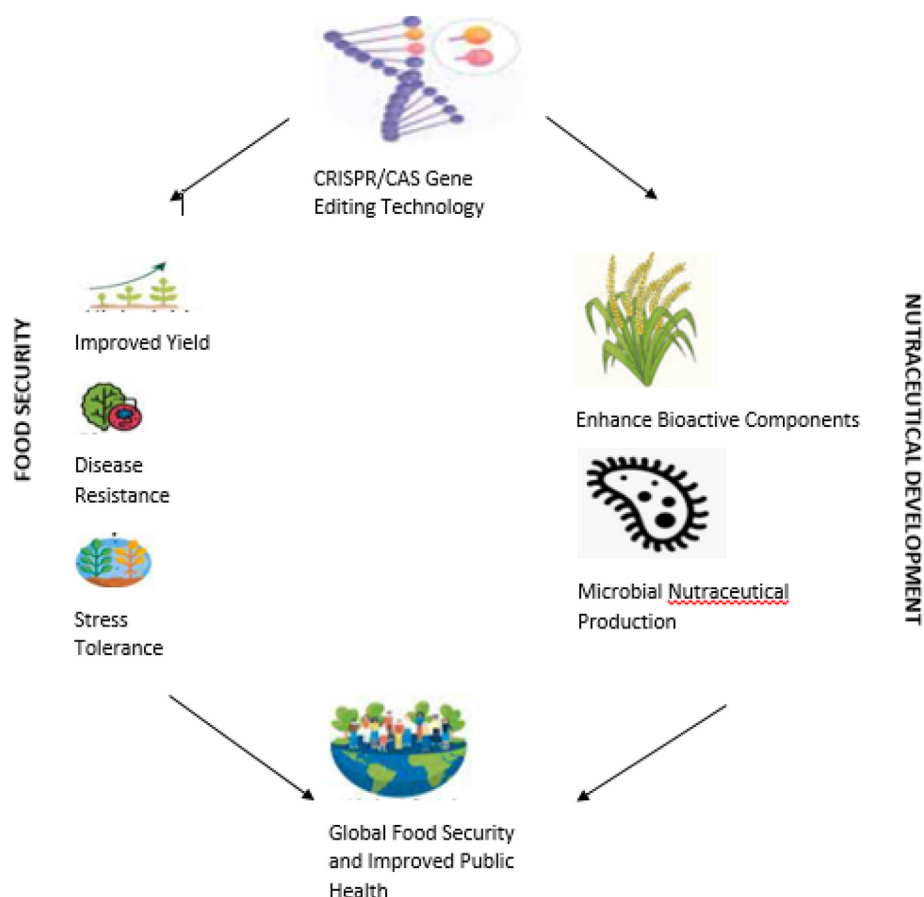 CRISPR/CAS Gene
Editing Technology
FOOD SECURITY
Improved Yield
Disease
Resistance
Stress
Tolerance
NUTRACEUTICAL DEVELOPMENT
Enhance Bioactive Components
Microbial Nutraceutical
Production
Global Food Security
and Improved Public
Health